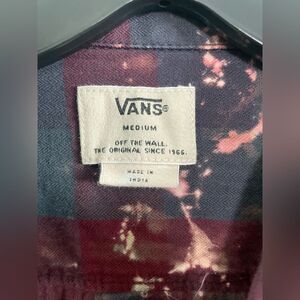 VANS®
MEDIUM
OFF THE WALL.
THE ORIGINAL SINCE 1966.
MADE IN
INDIA